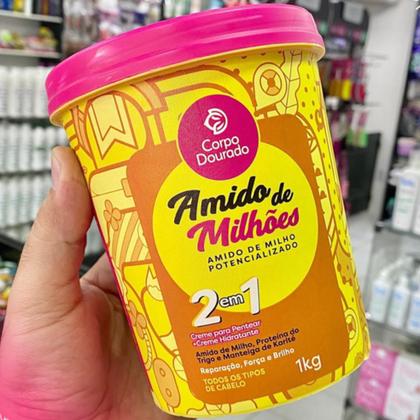 Corpo
Dourado
Amido de
Milhões
AMIDO DE MILHO
POTENCIALIZADO
2 em 1
Creme para Pentear
+Creme Hidratante
Amido de Milho, Proteína do
Trigo e Manteiga de Karité
Reparação, Força e Brilho
TODOS OS TIPOS
DE CABELO
1kg